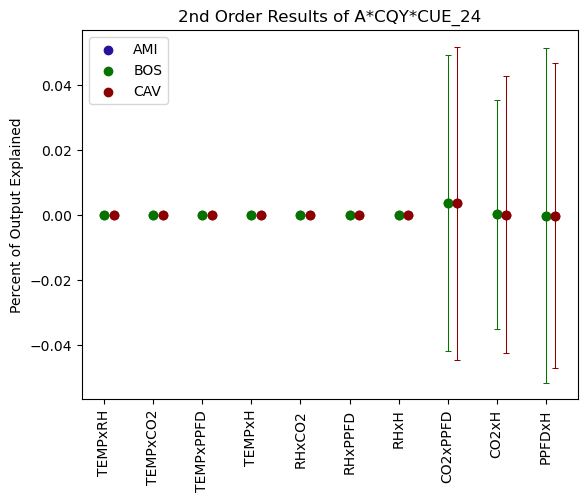 2nd Order Results of A*CQY*CUE_24
AMI
BOS
CAV
Percent of Output Explained
0.04
0.02
0.00
−0.02
−0.04
TEMPxRH
TEMPxCO2
TEMPxPPFD
TEMPxH
RHxCO2
RHxPPFD
RHxH
CO2xPPFD
CO2xH
PPFDxH